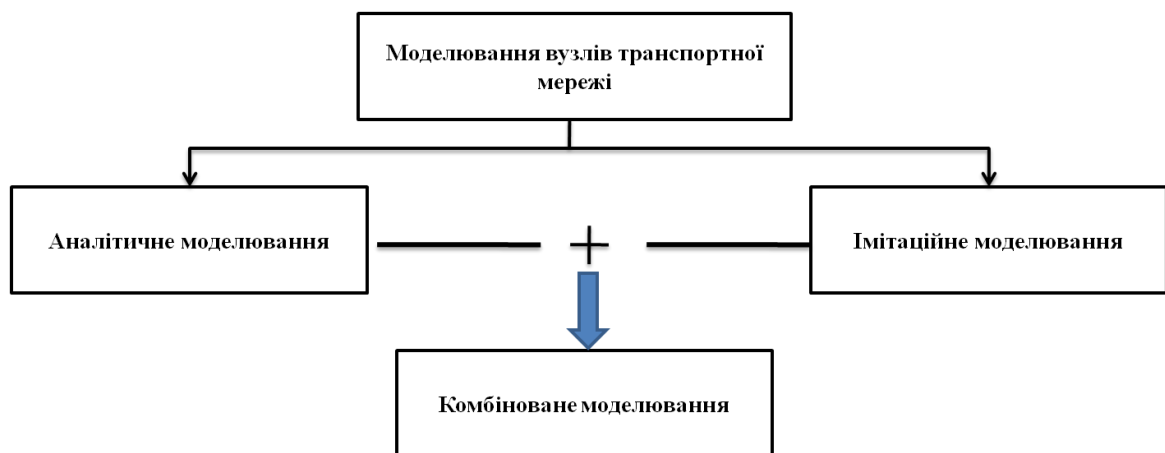 Моделювання вузлів транспортної
мережі
Аналітичне моделювання
+
Імітаційне моделювання
Комбіноване моделювання